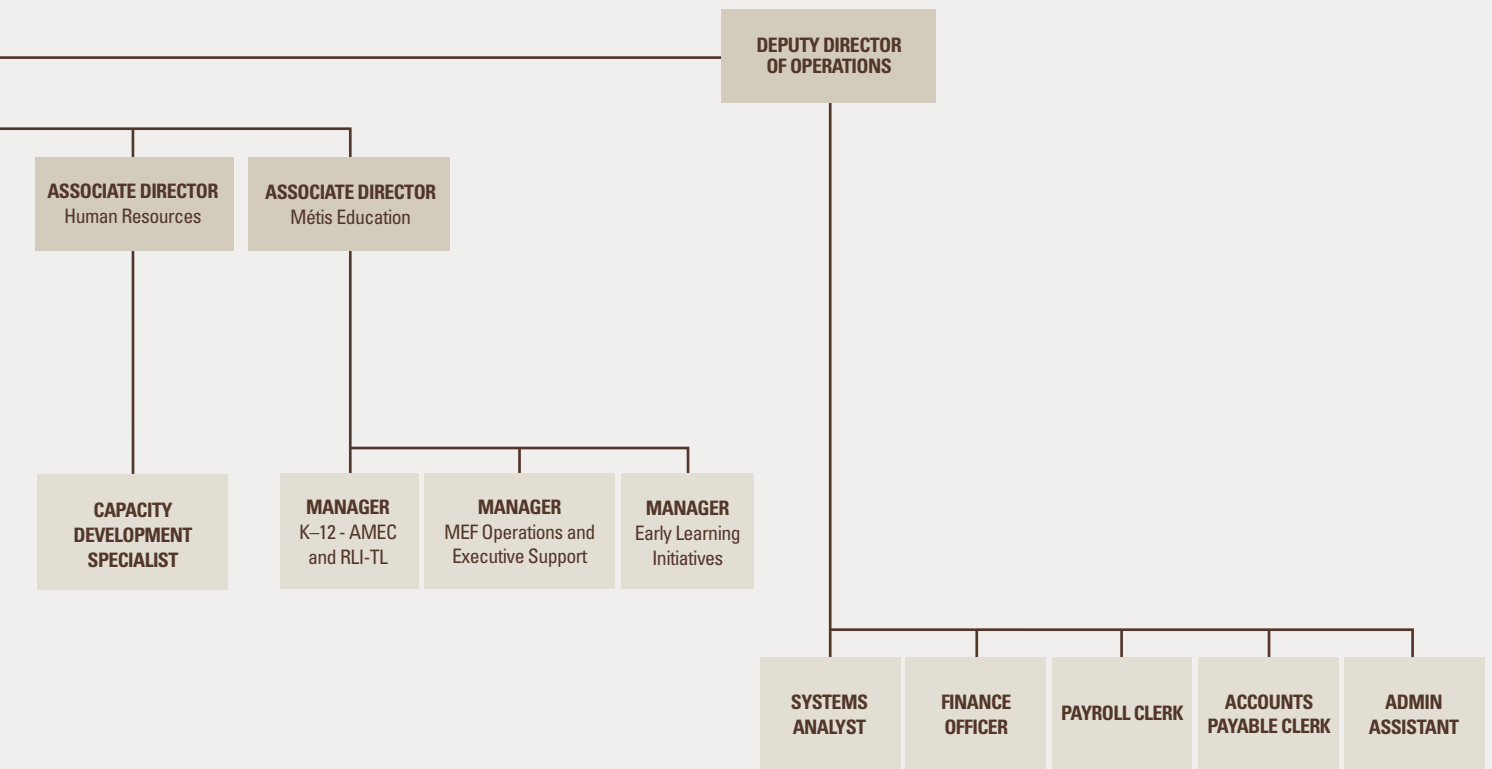 DEPUTY DIRECTOR
OF OPERATIONS
ASSOCIATE DIRECTOR
Human Resources
ASSOCIATE DIRECTOR
Métis Education
CAPACITY
DEVELOPMENT
SPECIALIST
MANAGER
K–12 - AMEC
and RLI-TL
MANAGER
MEF Operations and
Executive Support
MANAGER
Early Learning
Initiatives
SYSTEMS
ANALYST
FINANCE
OFFICER
PAYROLL CLERK
ACCOUNTS
PAYABLE CLERK
ADMIN
ASSISTANT